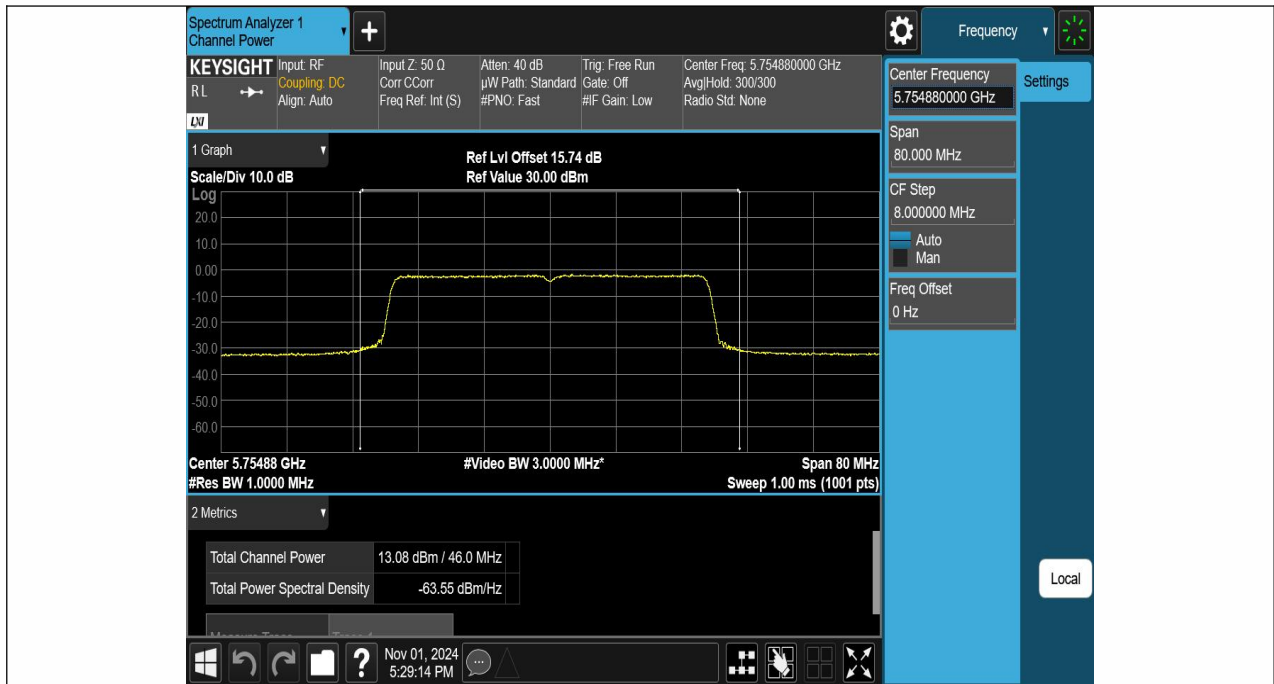 Spectrum Analyzer 1
Channel Power
+
Frequency
KEYSIGHT
RL
LXI
Input: RF
Coupling: DC
Align: Auto
Input Z: 50 Ω
Corr CCorr
Freq Ref: Int (S)
Atten: 40 dB
µW Path: Standard
#PNO: Fast
Trig: Free Run
Gate: Off
#IF Gain: Low
Center Freq: 5.754880000 GHz
Avg|Hold: 300/300
Radio Std: None
Center Frequency
5.754880000 GHz
Settings
Span
80.000 MHz
CF Step
8.000000 MHz
Auto
Man
Freq Offset
0 Hz
Local
1 Graph
Scale/Div 10.0 dB
Ref Lvl Offset 15.74 dB
Ref Value 30.00 dBm
Log
20.0
10.0
0.00
-10.0
-20.0
-30.0
-40.0
-50.0
-60.0
Center 5.75488 GHz
#Video BW 3.0000 MHz*
Span 80 MHz
#Res BW 1.0000 MHz
Sweep 1.00 ms (1001 pts)
2 Metrics
Total Channel Power 13.08 dBm / 46.0 MHz
Total Power Spectral Density -63.55 dBm/Hz
?
Nov 01, 2024
5:29:14 PM